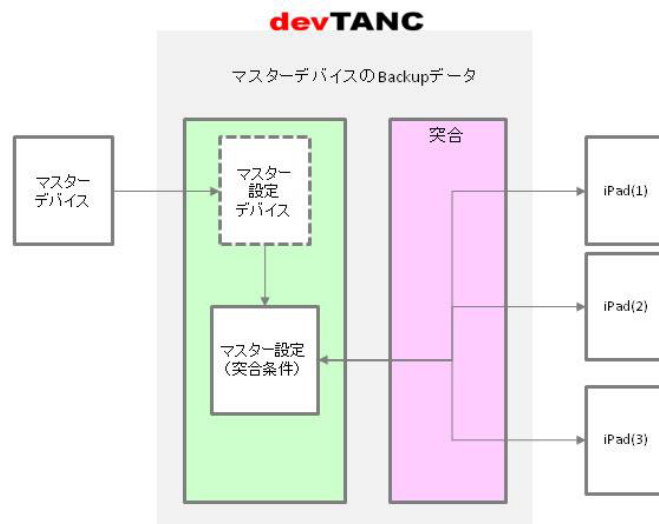 devTANC
マスターデバイスのBackupデータ
突合
マスター
デバイス
マスター
設定
デバイス
マスター設定
（突合条件）
iPad(1)
iPad(2)
iPad(3)